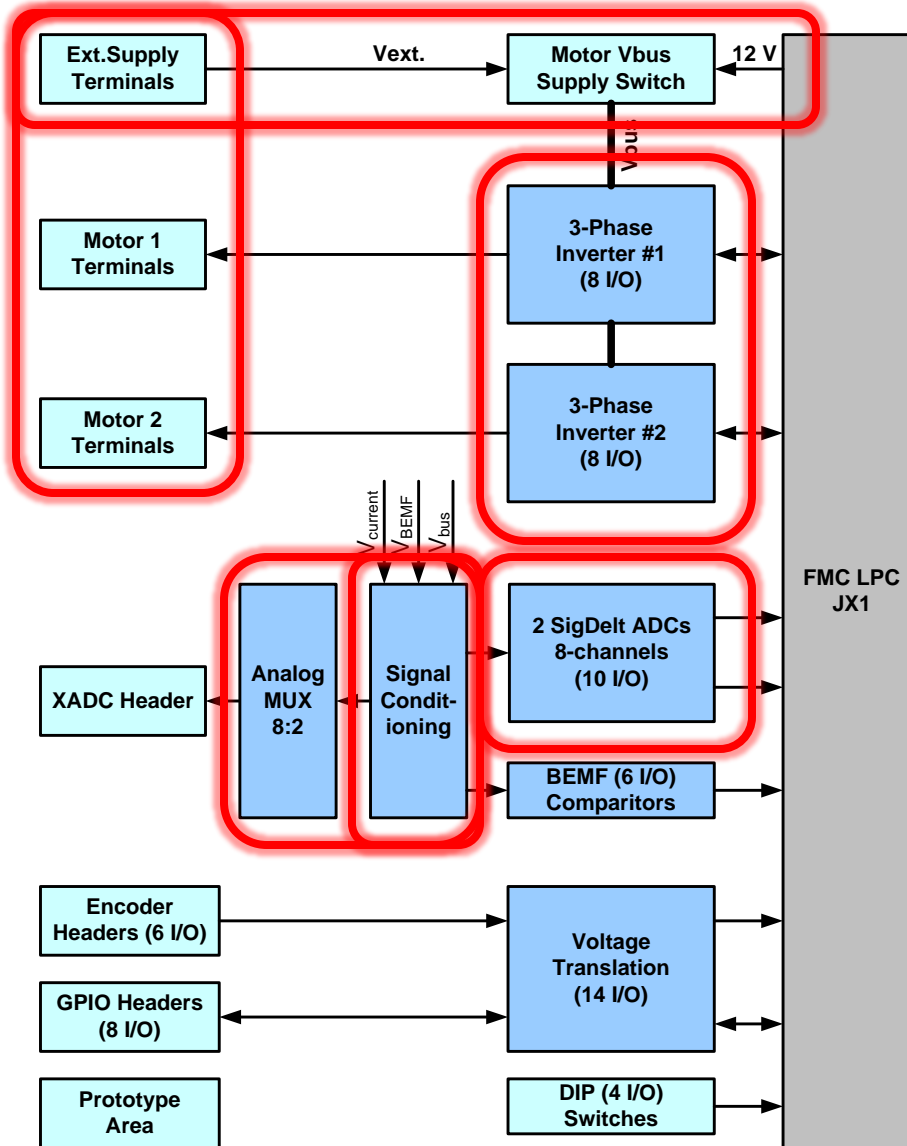 Ext.Supply
Terminals
Vext.
Motor Vbus
Supply Switch
12 V
Vbus
Motor 1
Terminals
3-Phase
Inverter #1
(8 I/O)
Motor 2
Terminals
3-Phase
Inverter #2
(8 I/O)
Vcurrent
VBEMF
Vbus
FMC LPC
JX1
XADC Header
Analog
MUX
8:2
Signal
Condit-
ioning
2 SigDelt ADCs
8-channels
(10 I/O)
BEMF (6 I/O)
Comparitors
Encoder
Headers (6 I/O)
Voltage
Translation
(14 I/O)
GPIO Headers
(8 I/O)
Prototype
Area
DIP (4 I/O)
Switches